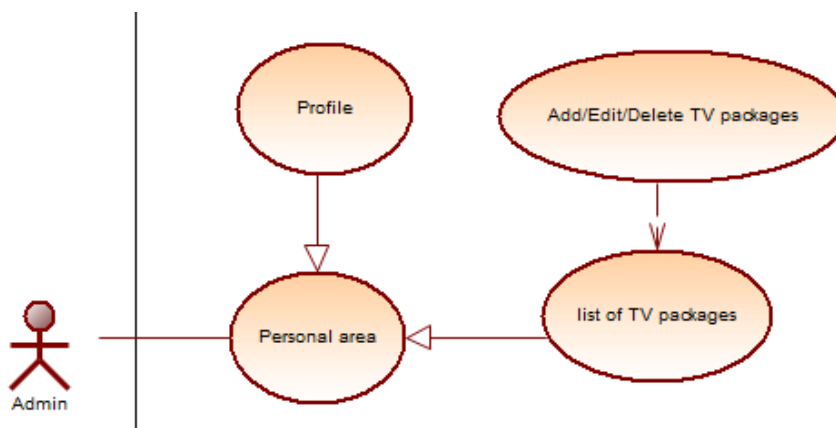 Profile
Add/Edit/Delete TV packages
Personal area
list of TV packages
Admin